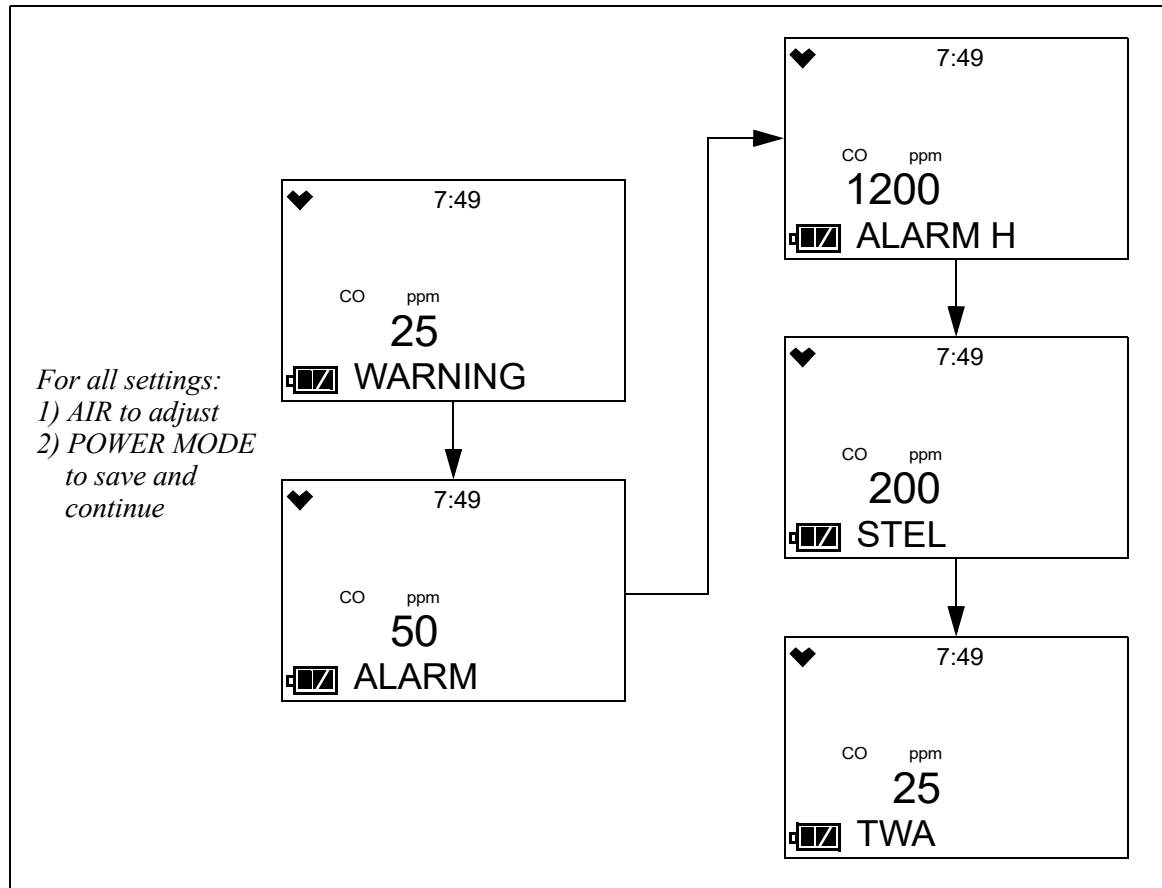 For all settings:
1) AIR to adjust
2) POWER MODE
to save and
continue
7:49
CO ppm
25
WARNING
7:49
CO ppm
50
ALARM
7:49
CO ppm
1200
ALARM H
7:49
CO ppm
200
STEL
7:49
CO ppm
25
TWA